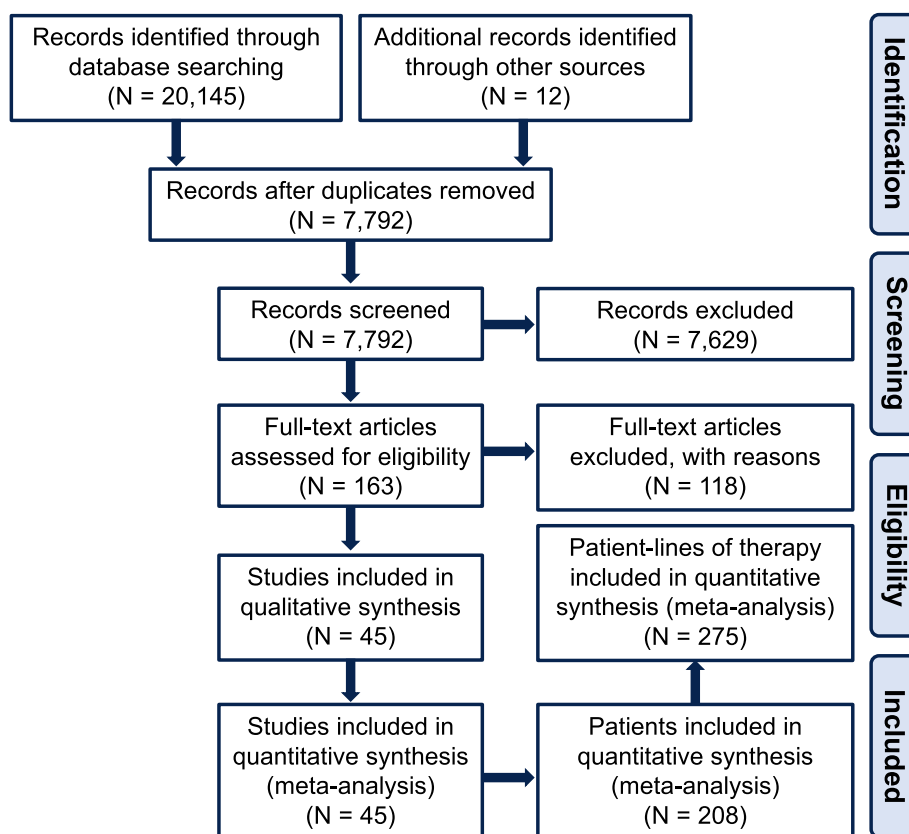 Records identified through
database searching
(N = 20,145)
Additional records identified
through other sources
(N = 12)
Identification
Records after duplicates removed
(N = 7,792)
Screening
Records screened
(N = 7,792)
Records excluded
(N = 7,629)
Full-text articles
assessed for eligibility
(N = 163)
Full-text articles
excluded, with reasons
(N = 118)
Eligibility
Studies included in
qualitative synthesis
(N = 45)
Patient-lines of therapy
included in quantitative
synthesis (meta-analysis)
(N = 275)
Included
Studies included in
quantitative synthesis
(meta-analysis)
(N = 45)
Patients included in
quantitative synthesis
(meta-analysis)
(N = 208)